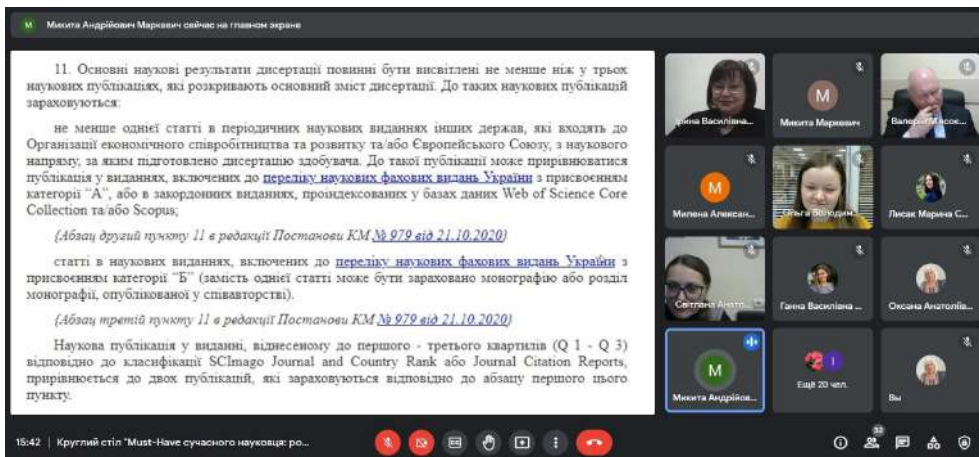 М
Микита Андрійович Маркевич сейчас на главном экране
11. Основні наукові результати дисертації повинні бути висвітлені не менше ніж у трьох
наукових публікаціях, які розкривають основний зміст дисертації. До таких наукових публікацій
зараховуються:
не менше однієї статті в періодичних наукових виданнях інших держав, які входять до
Організації економічного співробітництва та розвитку та/або Європейського Союзу, з наукового
напряму, за яким підготовлено дисертацію здобувача. До такої публікації може прирівнюватися
публікація у виданнях, включених до переліку наукових фахових видань України з присвоєнням
категорії “А”, або в закордонних виданнях, проіндексованих у базах даних Web of Science Core
Collection та/або Scopus;
{Абзац другий пункту 11 в редакції Постанови КМ № 979 від 21.10.2020}
статті в наукових виданнях, включених до переліку наукових фахових видань України з
присвоєнням категорії “Б” (замість однієї статті може бути зараховано монографію або розділ
монографії, опублікованої у співавторстві).
{Абзац третій пункту 11 в редакції Постанови КМ № 979 від 21.10.2020}
Наукова публікація у виданні, віднесеному до першого - третього квартилів (Q 1 - Q 3)
відповідно до класифікації SCImago Journal and Country Rank або Journal Citation Reports,
прирівнюється до двох публікацій, які зараховуються відповідно до абзацу першого цього
пункту.
Ірина Василівна...
М
Микита Маркевич
Валерій
М
Милена Алексан...
Ольга Володим...
Лисак Марина С...
Світлана Анато...
Ганна Василівна ...
Оксана Анатоліїв...
М
Микита Андрійов...
І
Ещё 20 чел.
Вы
15:42 | Круглий стіл "Must-Have сучасного науковця: ро...
32